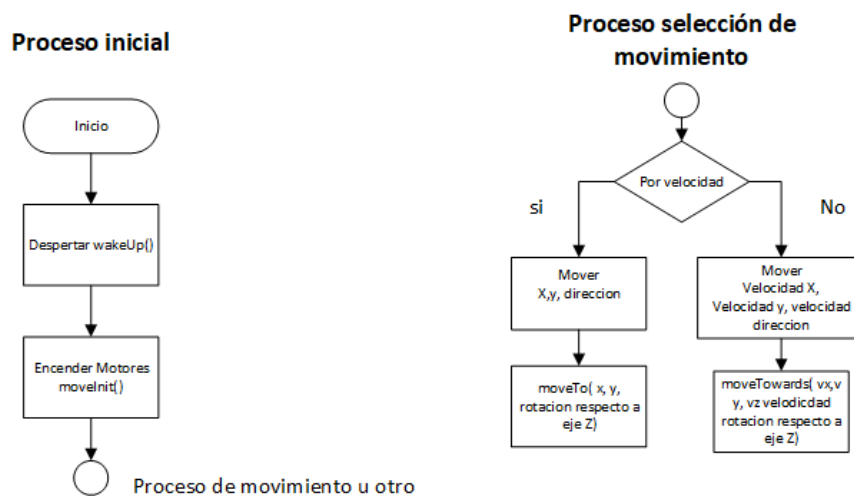 Proceso inicial
Inicio
Despertar wakeUp()
Encender Motores
moveInit()
Proceso de movimiento u otro
Proceso selección de
movimiento
Por velocidad
si
No
Mover
X,y, direccion
Mover
Velocidad X,
Velocidad y, velocidad
direccion
moveTo( x, y,
rotacion respecto a
eje Z)
moveTowards( vx,v
y, vz velodicdad
rotacion respecto a
eje Z)